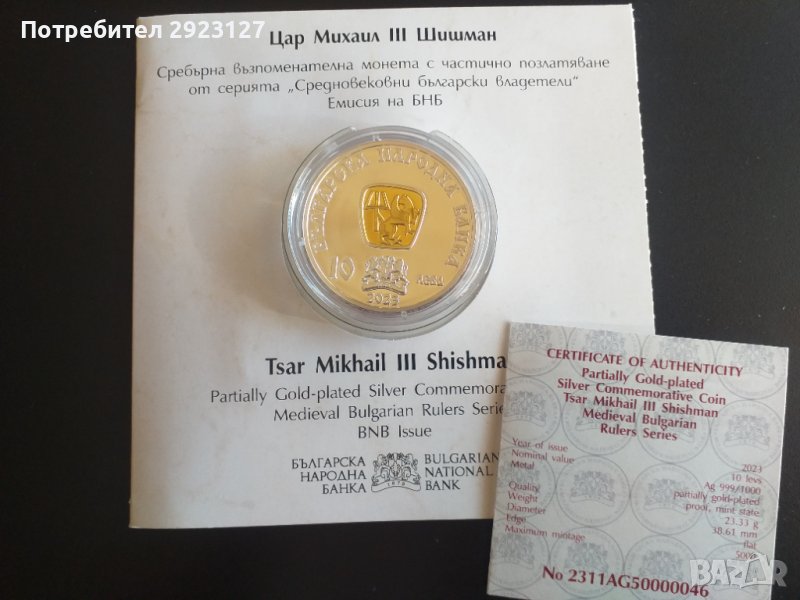 Потребител 2923127
Цар Михаил III Шишман
Сребърна възпоменателна монета с частично позлатяване
от серията „Средновековни български владетели“
Емисия на БНБ
БЪЛГАРСКА НАРОДНА БАНКА
10
ЛЕВА
2023
Tsar Mikhail III Shishma
Partially Gold-plated Silver Commemora
Medieval Bulgarian Rulers Serie
BNB Issue
БЪЛГАРСКА
НАРОДНА
БАНКА
1879
BULGARIAN
NATIONAL
BANK
CERTIFICATE OF AUTHENTICITY
Partially Gold-plated
Silver Commemorative Coin
Tsar Mikhail III Shishman
Medieval Bulgarian
Rulers Series
Year of issue 2023
Nominal value 10 levs
Metal Ag 999/1000
partially gold-plated
Quality proof, mint state
Weight 23.33 g
Diameter 38.61 mm
Edge flat
Maximum mintage 5000
No 2311AG50000046
BAZAR